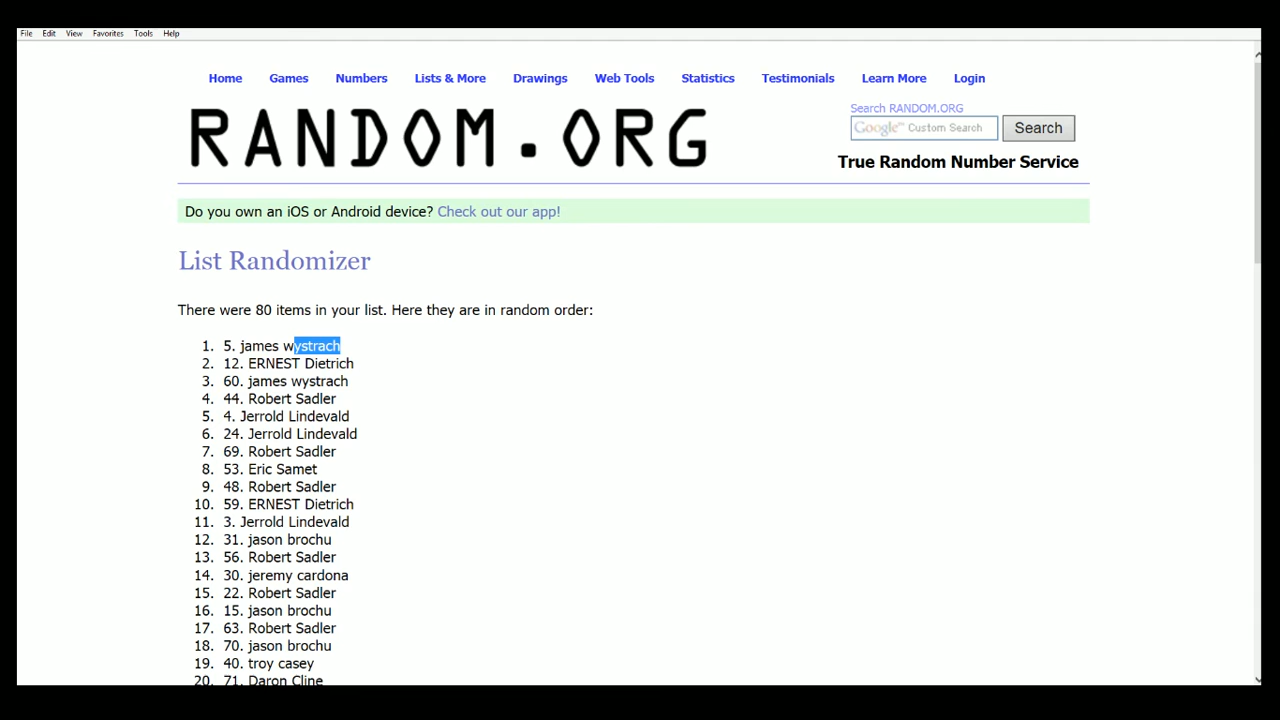 File Edit View Favorites Tools Help
Home Games Numbers Lists & More Drawings Web Tools Statistics Testimonials Learn More Login
RANDOM.ORG
Search RANDOM.ORG
Google™ Custom Search Search
True Random Number Service
Do you own an iOS or Android device? Check out our app!
List Randomizer
There were 80 items in your list. Here they are in random order:
1. 5. james wystrach
2. 12. ERNEST Dietrich
3. 60. james wystrach
4. 44. Robert Sadler
5. 4. Jerrold Lindevald
6. 24. Jerrold Lindevald
7. 69. Robert Sadler
8. 53. Eric Samet
9. 48. Robert Sadler
10. 59. ERNEST Dietrich
11. 3. Jerrold Lindevald
12. 31. jason brochu
13. 56. Robert Sadler
14. 30. jeremy cardona
15. 22. Robert Sadler
16. 15. jason brochu
17. 63. Robert Sadler
18. 70. jason brochu
19. 40. troy casey
20. 71. Daron Cline